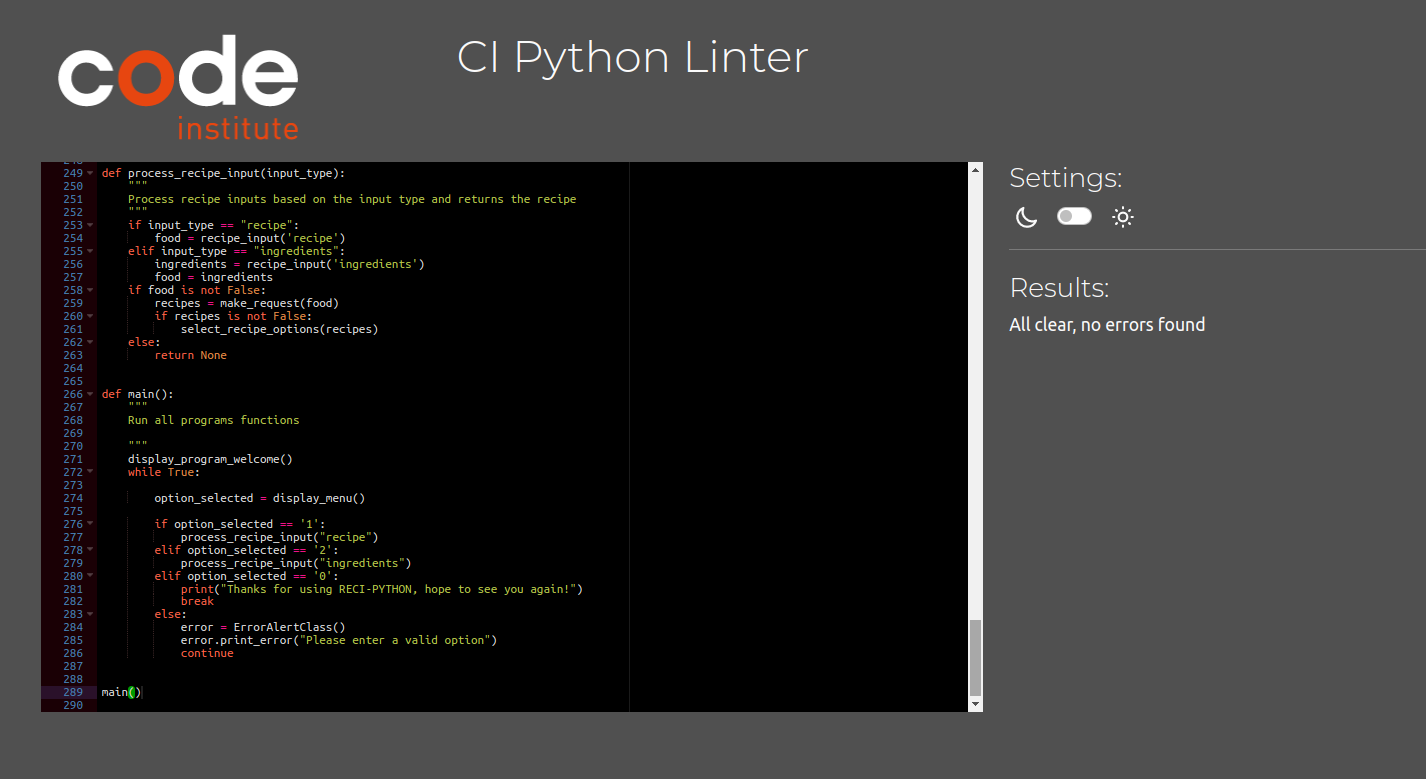 code
institute
CI Python Linter
249 def process_recipe_input(input_type):
250     """
251     Process recipe inputs based on the input type and returns the recipe
252     """
253     if input_type == "recipe":
254         food = recipe_input('recipe')
255     elif input_type == "ingredients":
256         ingredients = recipe_input('ingredients')
257         food = ingredients
258     if food is not False:
259         recipes = make_request(food)
260         if recipes is not False:
261             select_recipe_options(recipes)
262     else:
263         return None
264
265
266 def main():
267     """
268     Run all programs functions
269
270     """
271     display_program_welcome()
272     while True:
273
274         option_selected = display_menu()
275
276         if option_selected == '1':
277             process_recipe_input("recipe")
278         elif option_selected == '2':
279             process_recipe_input("ingredients")
280         elif option_selected == '0':
281             print("Thanks for using RECI-PYTHON, hope to see you again!")
282             break
283         else:
284             error = ErrorAlertClass()
285             error.print_error("Please enter a valid option")
286             continue
287
288
289 main()
290
Settings:
Results:
All clear, no errors found